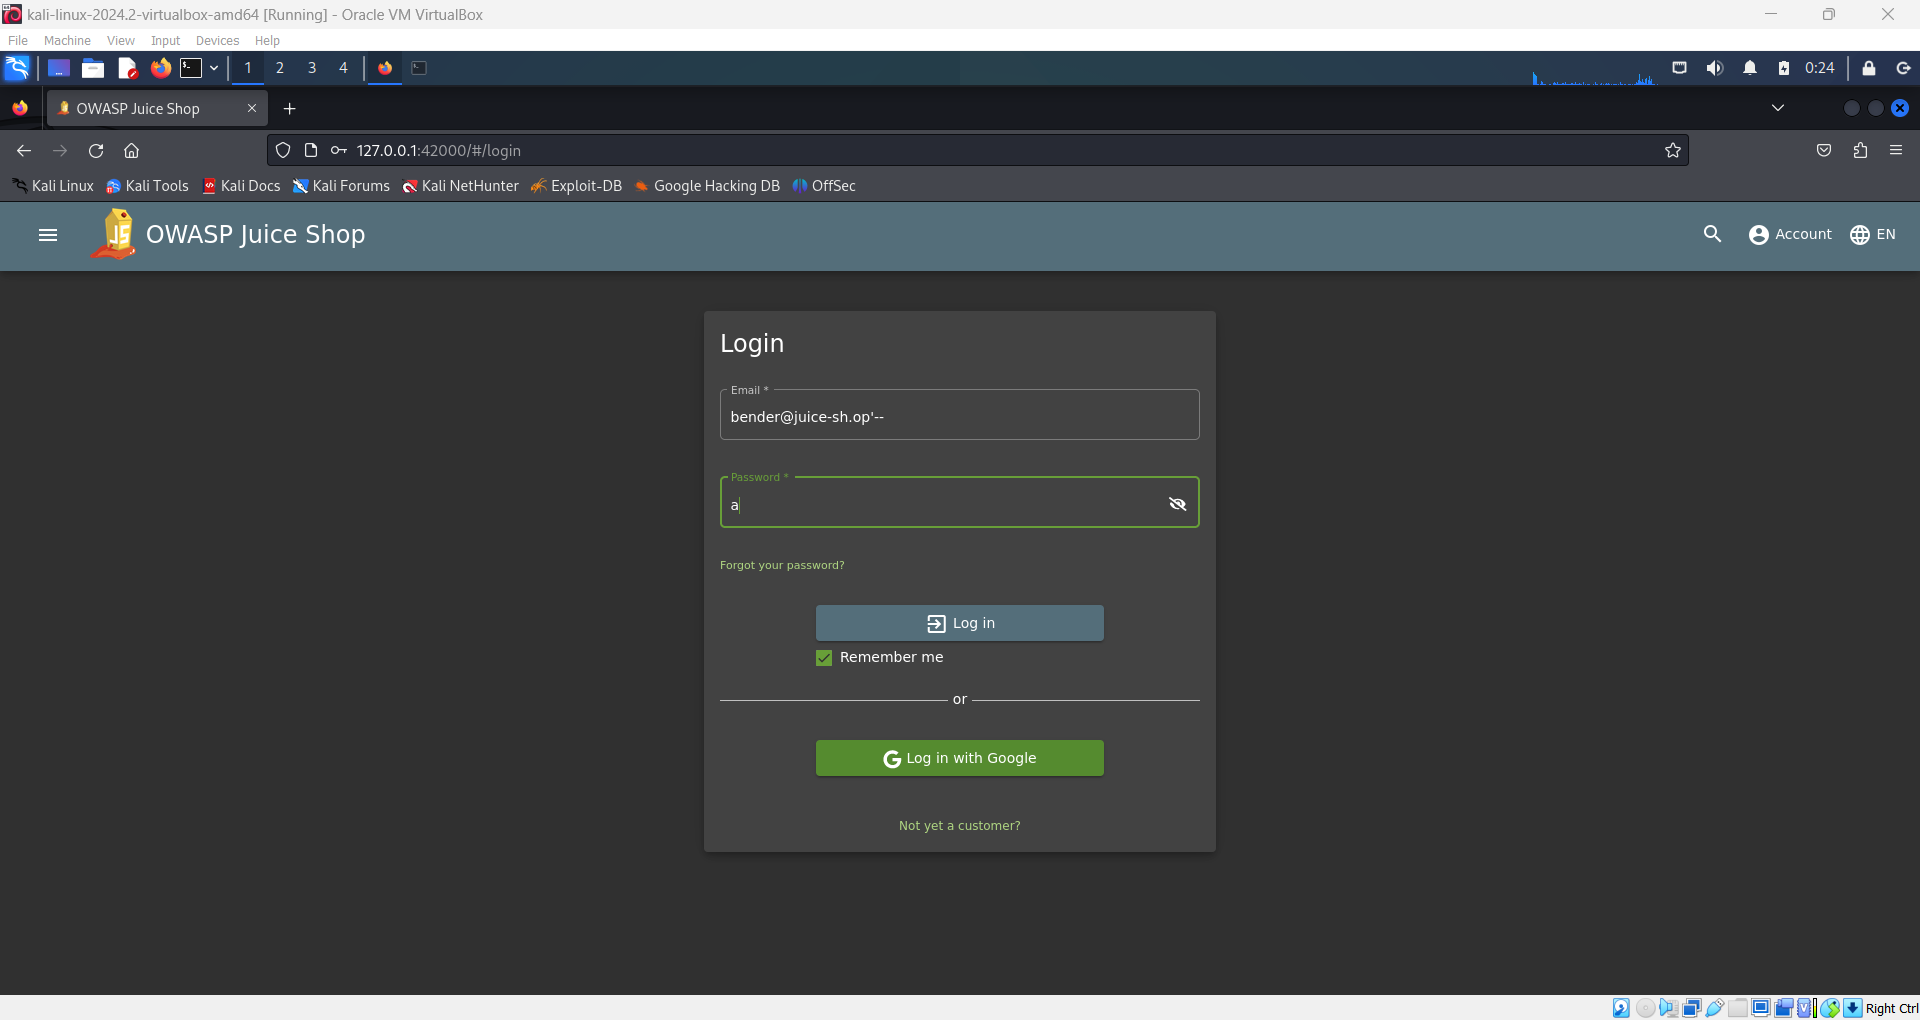 kali-linux-2024.2-virtualbox-amd64 [Running] - Oracle VM VirtualBox
File Machine View Input Devices Help
1 2 3 4 0:24
OWASP Juice Shop
127.0.0.1:42000/#/login
Kali Linux Kali Tools Kali Docs Kali Forums Kali NetHunter Exploit-DB Google Hacking DB OffSec
OWASP Juice Shop Account EN
Login
Email *
bender@juice-sh.op'--
Password *
a
Forgot your password?
Log in
Remember me
or
Log in with Google
Not yet a customer?
Right Ctrl